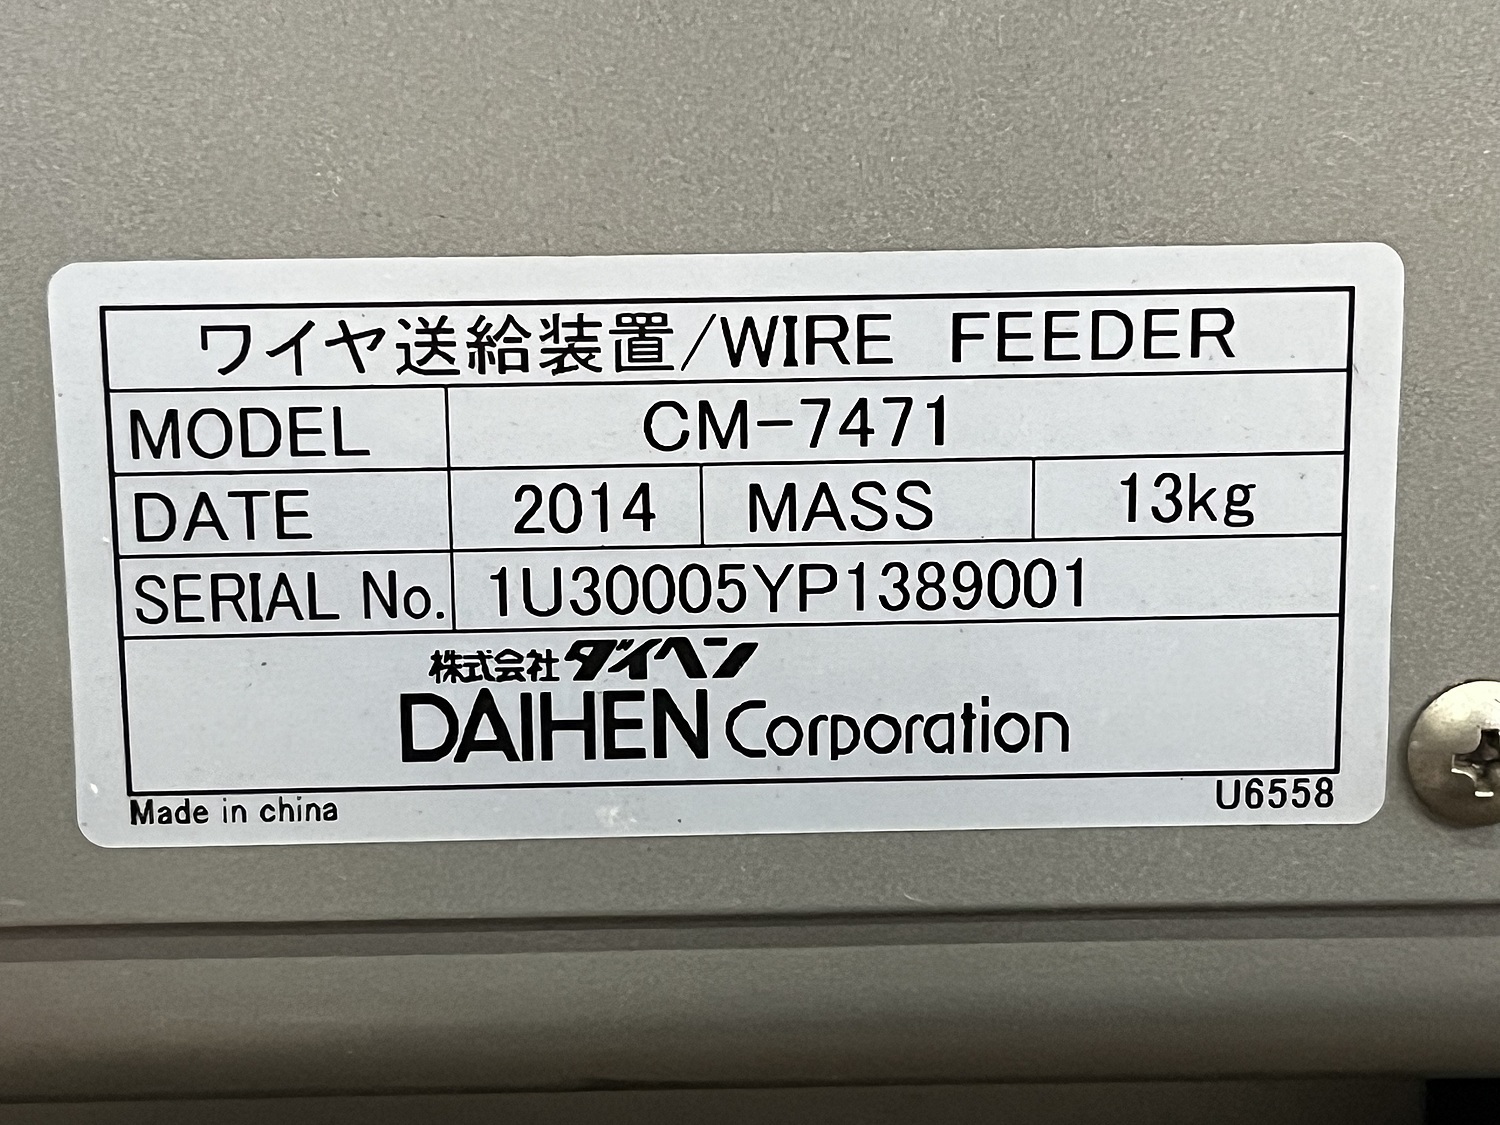 ワイヤ送給装置/WIRE FEEDER
MODEL CM-7471
DATE 2014 MASS 13kg
SERIAL No. 1U30005YP1389001
株式会社ダイヘン
DAIHEN Corporation
Made in china U6558